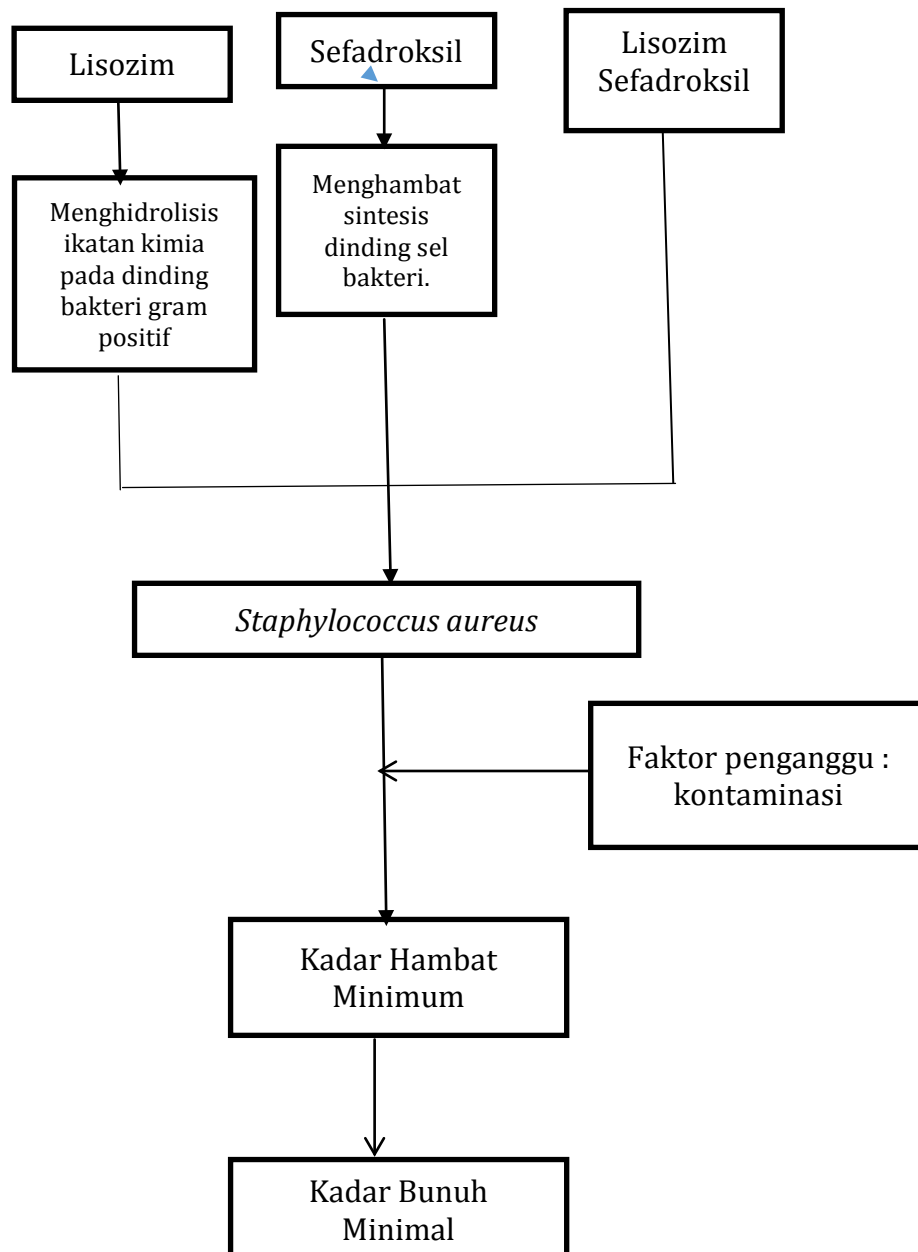 Lisozim
Sefadroksil
Lisozim
Sefadroksil
Menghidrolisis
ikatan kimia
pada dinding
bakteri gram
positif
Menghambat
sintesis
dinding sel
bakteri.
Staphylococcus aureus
Faktor penganggu :
kontaminasi
Kadar Hambat
Minimum
Kadar Bunuh
Minimal